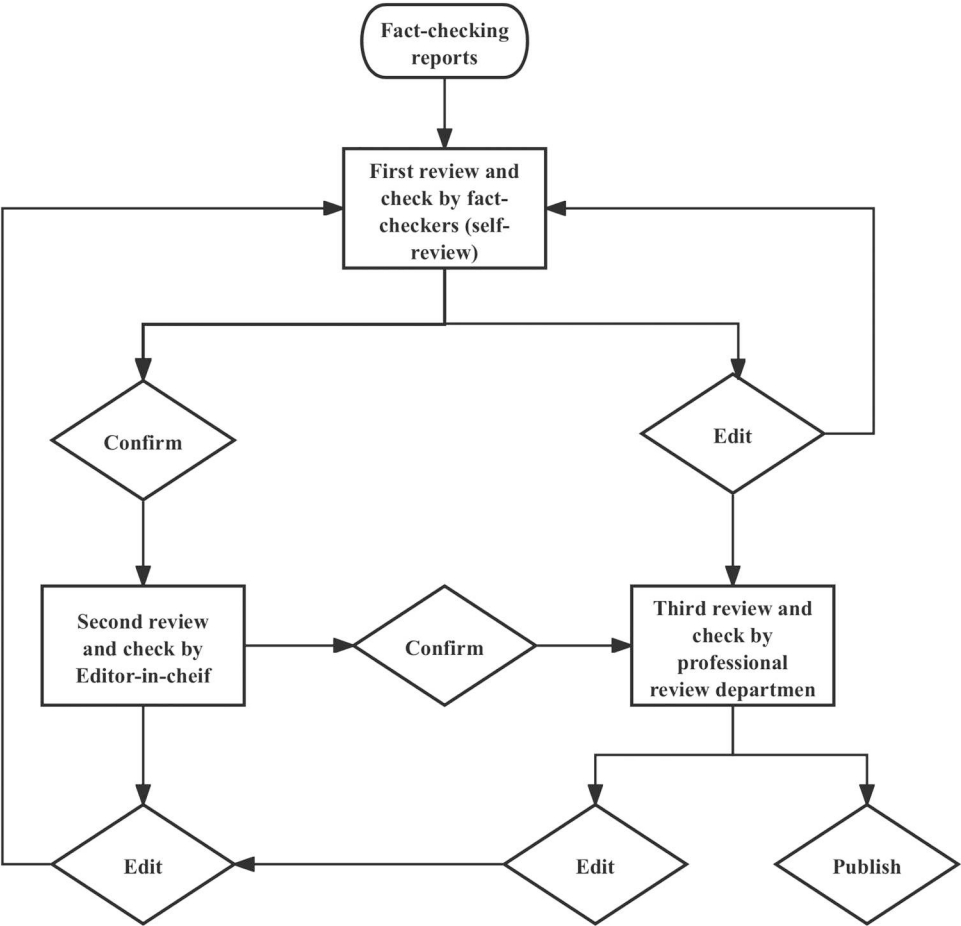 Fact-checking
reports
First review and
check by fact-
checkers (self-
review)
Confirm
Edit
Second review
and check by
Editor-in-cheif
Confirm
Third review and
check by
professional
review departmen
Edit
Edit
Publish